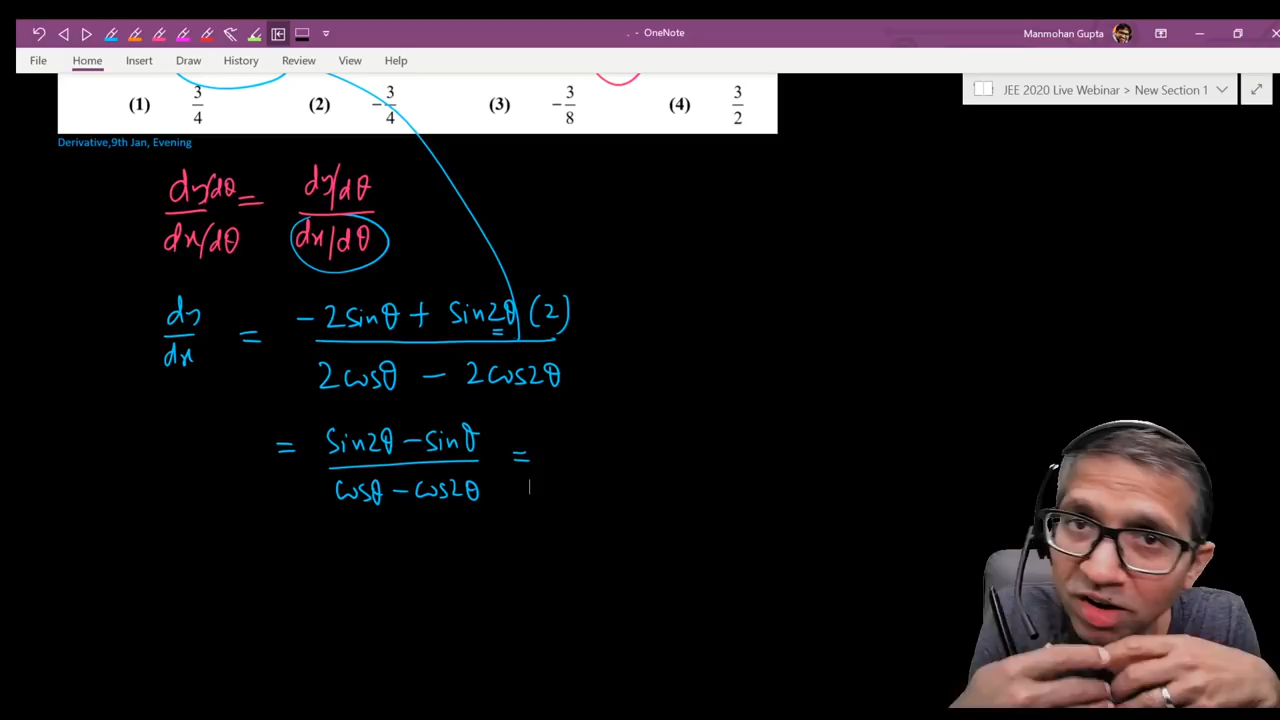 . - OneNote
Manmohan Gupta
File Home Insert Draw History Review View Help
JEE 2020 Live Webinar > New Section 1
(1) 3/4 (2) -3/4 (3) -3/8 (4) 3/2
Derivative,9th Jan, Evening
dy/dθ / dx/dθ = dy/dθ / dx/dθ
dy/dx = -2sinθ + sin2θ (2) / 2cosθ - 2cos2θ
= sin2θ - sinθ / cosθ - cos2θ =